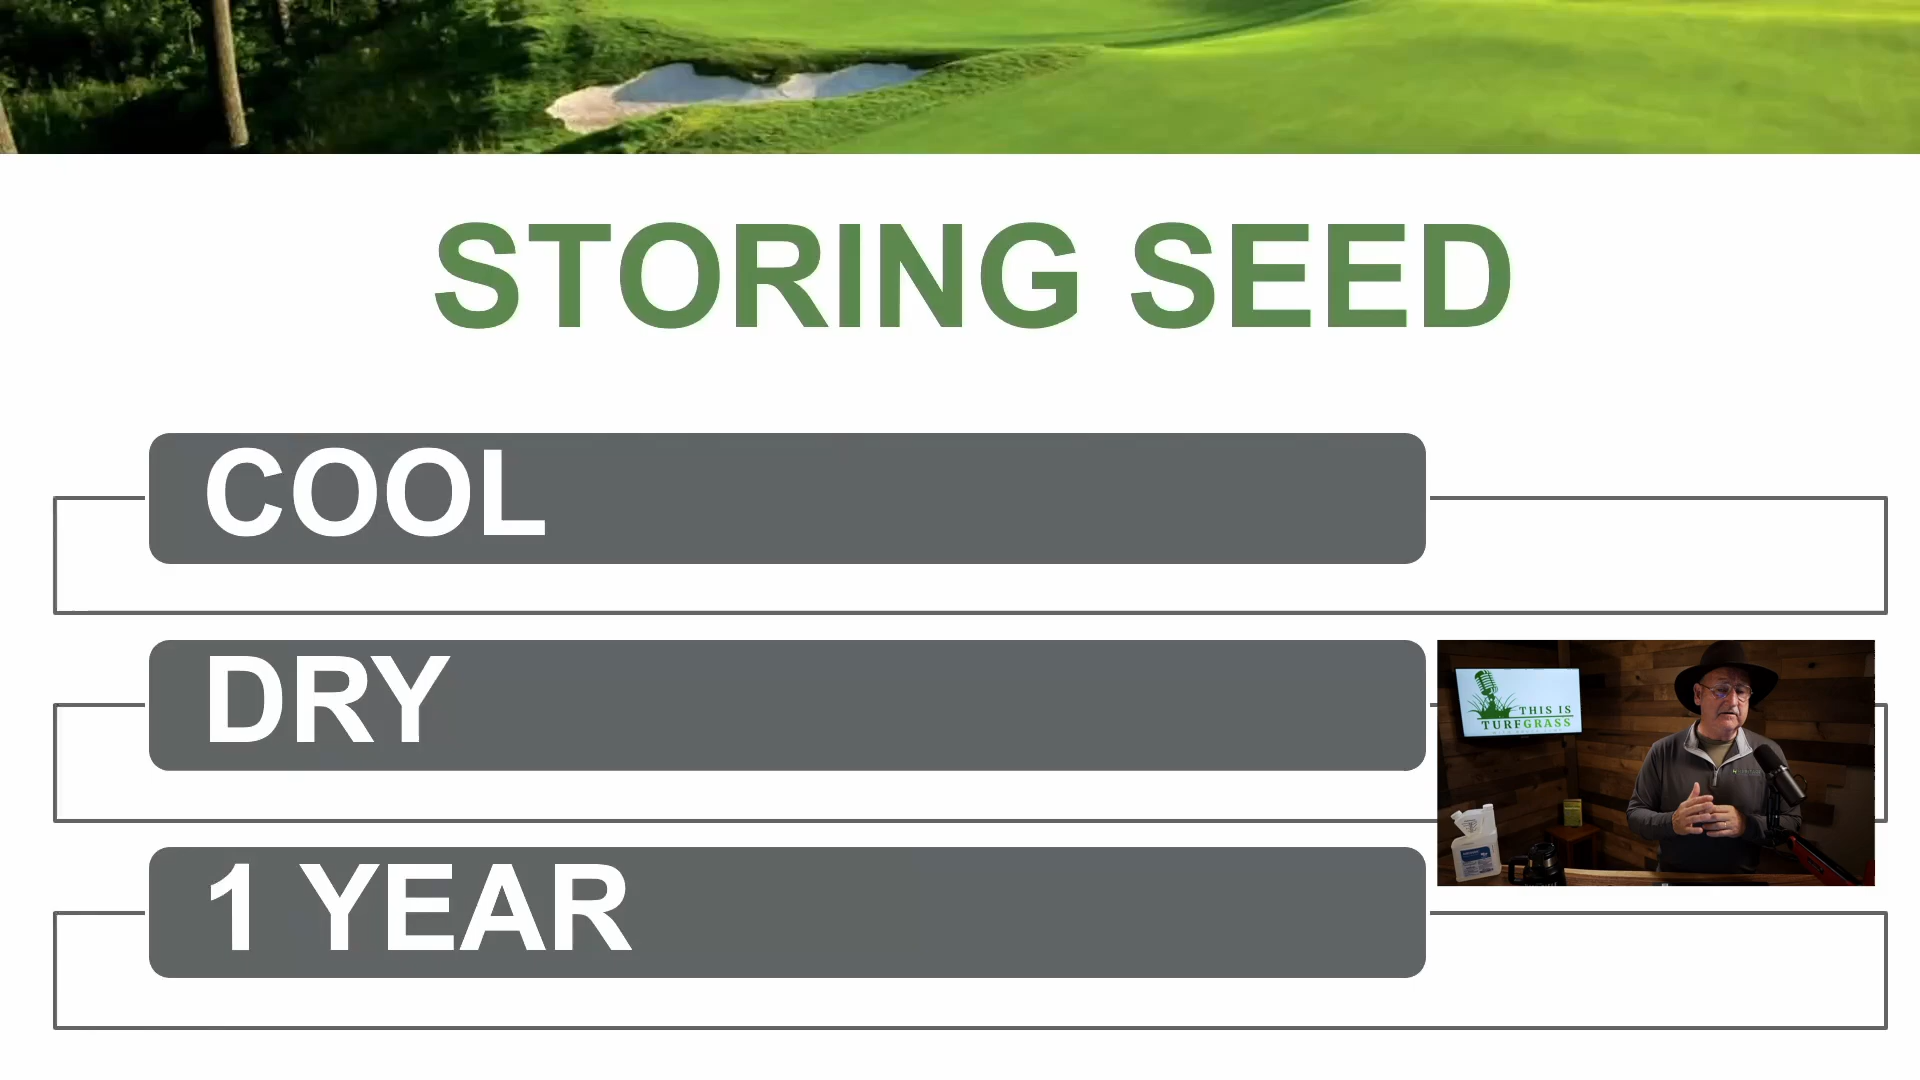 STORING SEED
COOL
DRY
1 YEAR
THIS IS
TURFGRASS